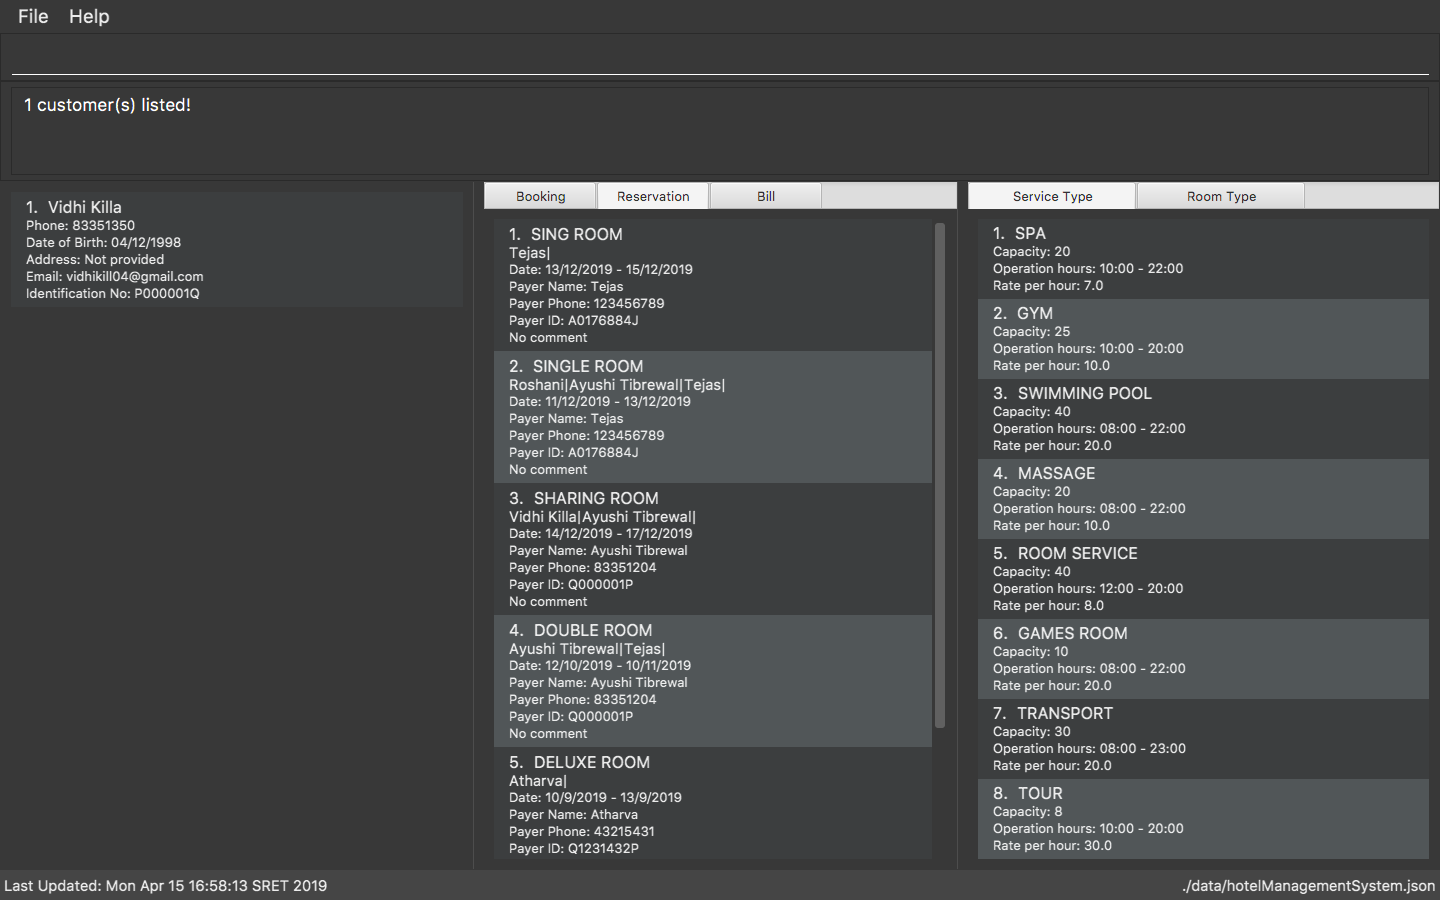 File Help
1 customer(s) listed!
1. Vidhi Killa
Phone: 83351350
Date of Birth: 04/12/1998
Address: Not provided
Email: vidhikill04@gmail.com
Identification No: P000001Q
Booking Reservation Bill
1. SING ROOM
Tejas|
Date: 13/12/2019 - 15/12/2019
Payer Name: Tejas
Payer Phone: 123456789
Payer ID: A0176884J
No comment
2. SINGLE ROOM
Roshani|Ayushi Tibrewal|Tejas|
Date: 11/12/2019 - 13/12/2019
Payer Name: Tejas
Payer Phone: 123456789
Payer ID: A0176884J
No comment
3. SHARING ROOM
Vidhi Killa|Ayushi Tibrewal|
Date: 14/12/2019 - 17/12/2019
Payer Name: Ayushi Tibrewal
Payer Phone: 83351204
Payer ID: Q000001P
No comment
4. DOUBLE ROOM
Ayushi Tibrewal|Tejas|
Date: 12/10/2019 - 10/11/2019
Payer Name: Ayushi Tibrewal
Payer Phone: 83351204
Payer ID: Q000001P
No comment
5. DELUXE ROOM
Atharva|
Date: 10/9/2019 - 13/9/2019
Payer Name: Atharva
Payer Phone: 43215431
Payer ID: Q1231432P
Service Type Room Type
1. SPA
Capacity: 20
Operation hours: 10:00 - 22:00
Rate per hour: 7.0
2. GYM
Capacity: 25
Operation hours: 10:00 - 20:00
Rate per hour: 10.0
3. SWIMMING POOL
Capacity: 40
Operation hours: 08:00 - 22:00
Rate per hour: 20.0
4. MASSAGE
Capacity: 20
Operation hours: 08:00 - 22:00
Rate per hour: 10.0
5. ROOM SERVICE
Capacity: 40
Operation hours: 12:00 - 20:00
Rate per hour: 8.0
6. GAMES ROOM
Capacity: 10
Operation hours: 08:00 - 22:00
Rate per hour: 20.0
7. TRANSPORT
Capacity: 30
Operation hours: 08:00 - 23:00
Rate per hour: 20.0
8. TOUR
Capacity: 8
Operation hours: 10:00 - 20:00
Rate per hour: 30.0
Last Updated: Mon Apr 15 16:58:13 SRET 2019
./data/hotelManagementSystem.json